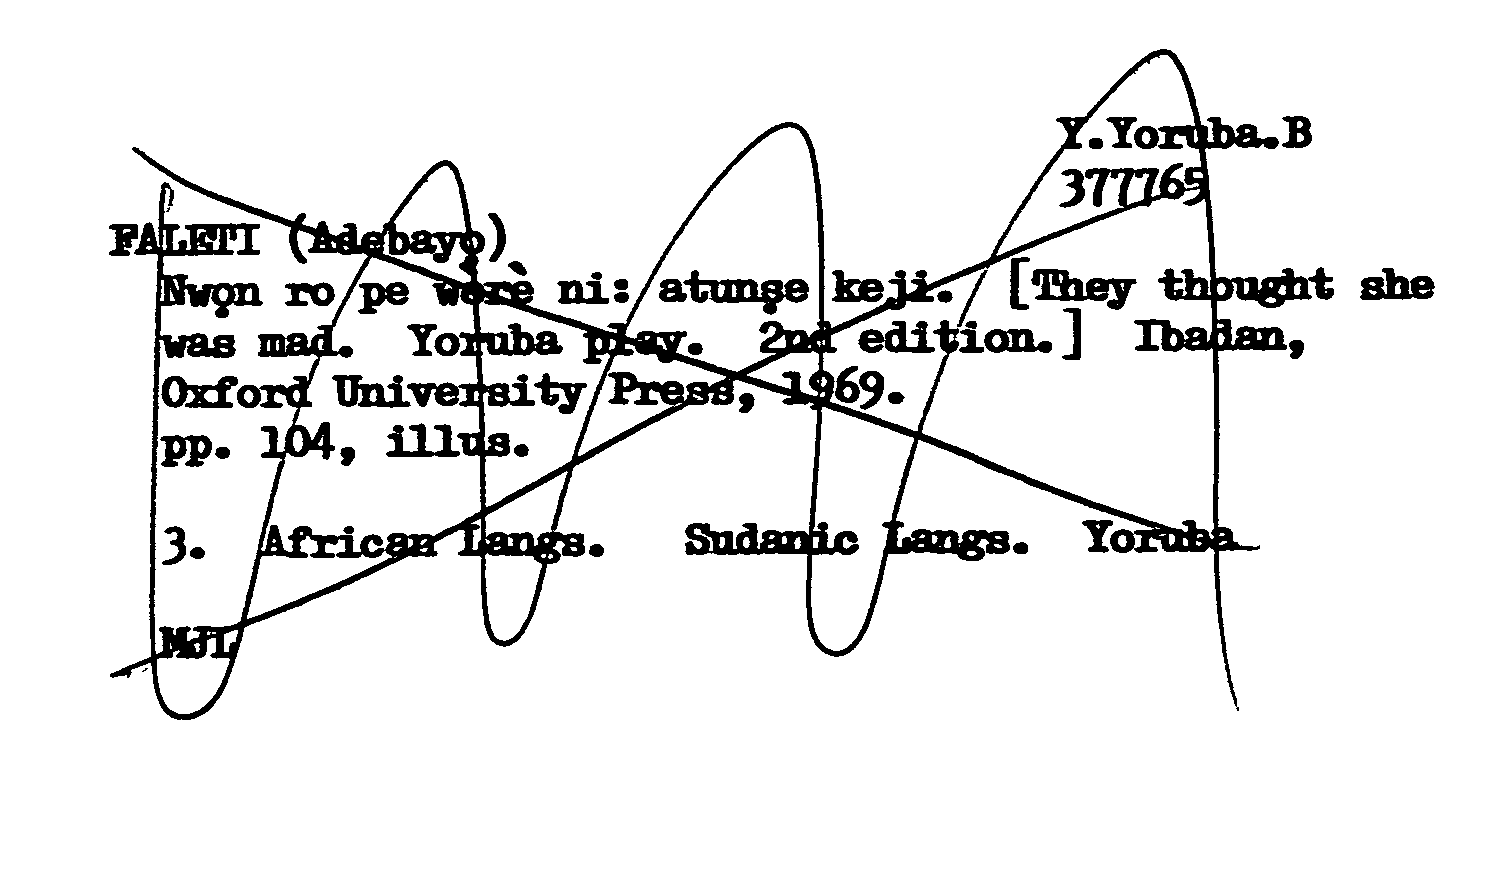 Y.Yoruba.B
377765
FALETI (Adebayọ)
Nwọn ro pe wèrè ni: atunṣe keji. [They thought she
was mad. Yoruba play. 2nd edition.] Ibadan,
Oxford University Press, 1969.
pp. 104, illus.
3. African Langs. Sudanic Langs. Yoruba
MJL